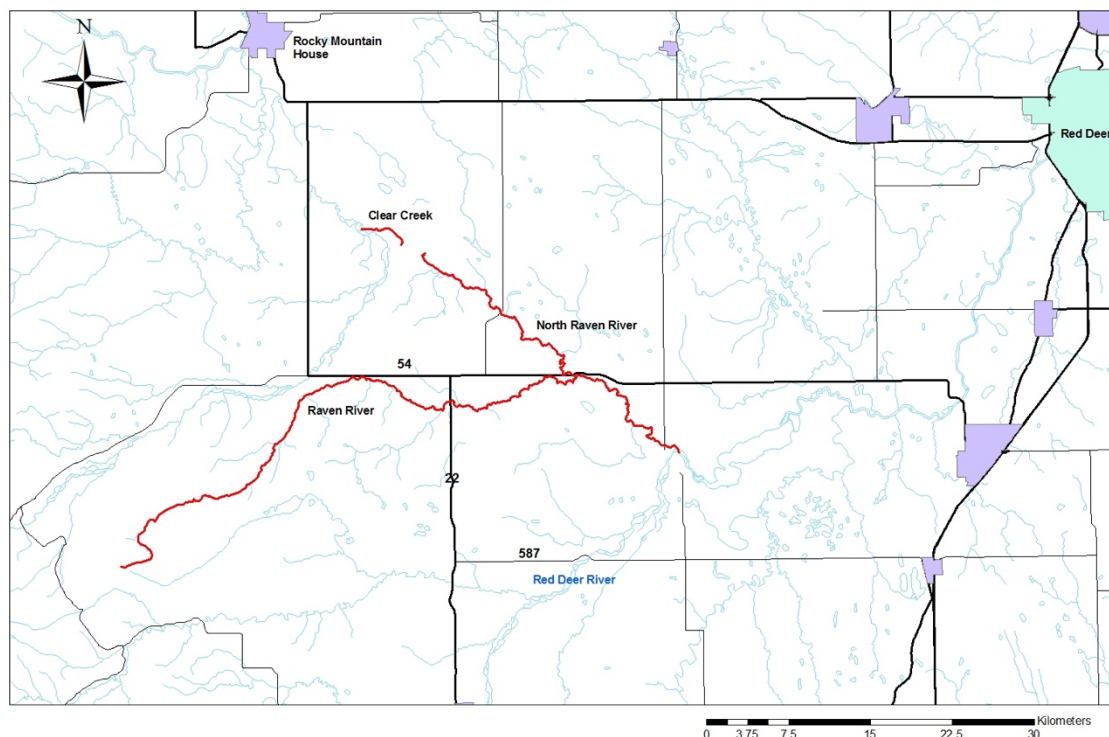 N
Rocky Mountain
House
Red Deer
Clear Creek
North Raven River
54
Raven River
22
587
Red Deer River
Kilometers
0 3.75 7.5 15 22.5 30